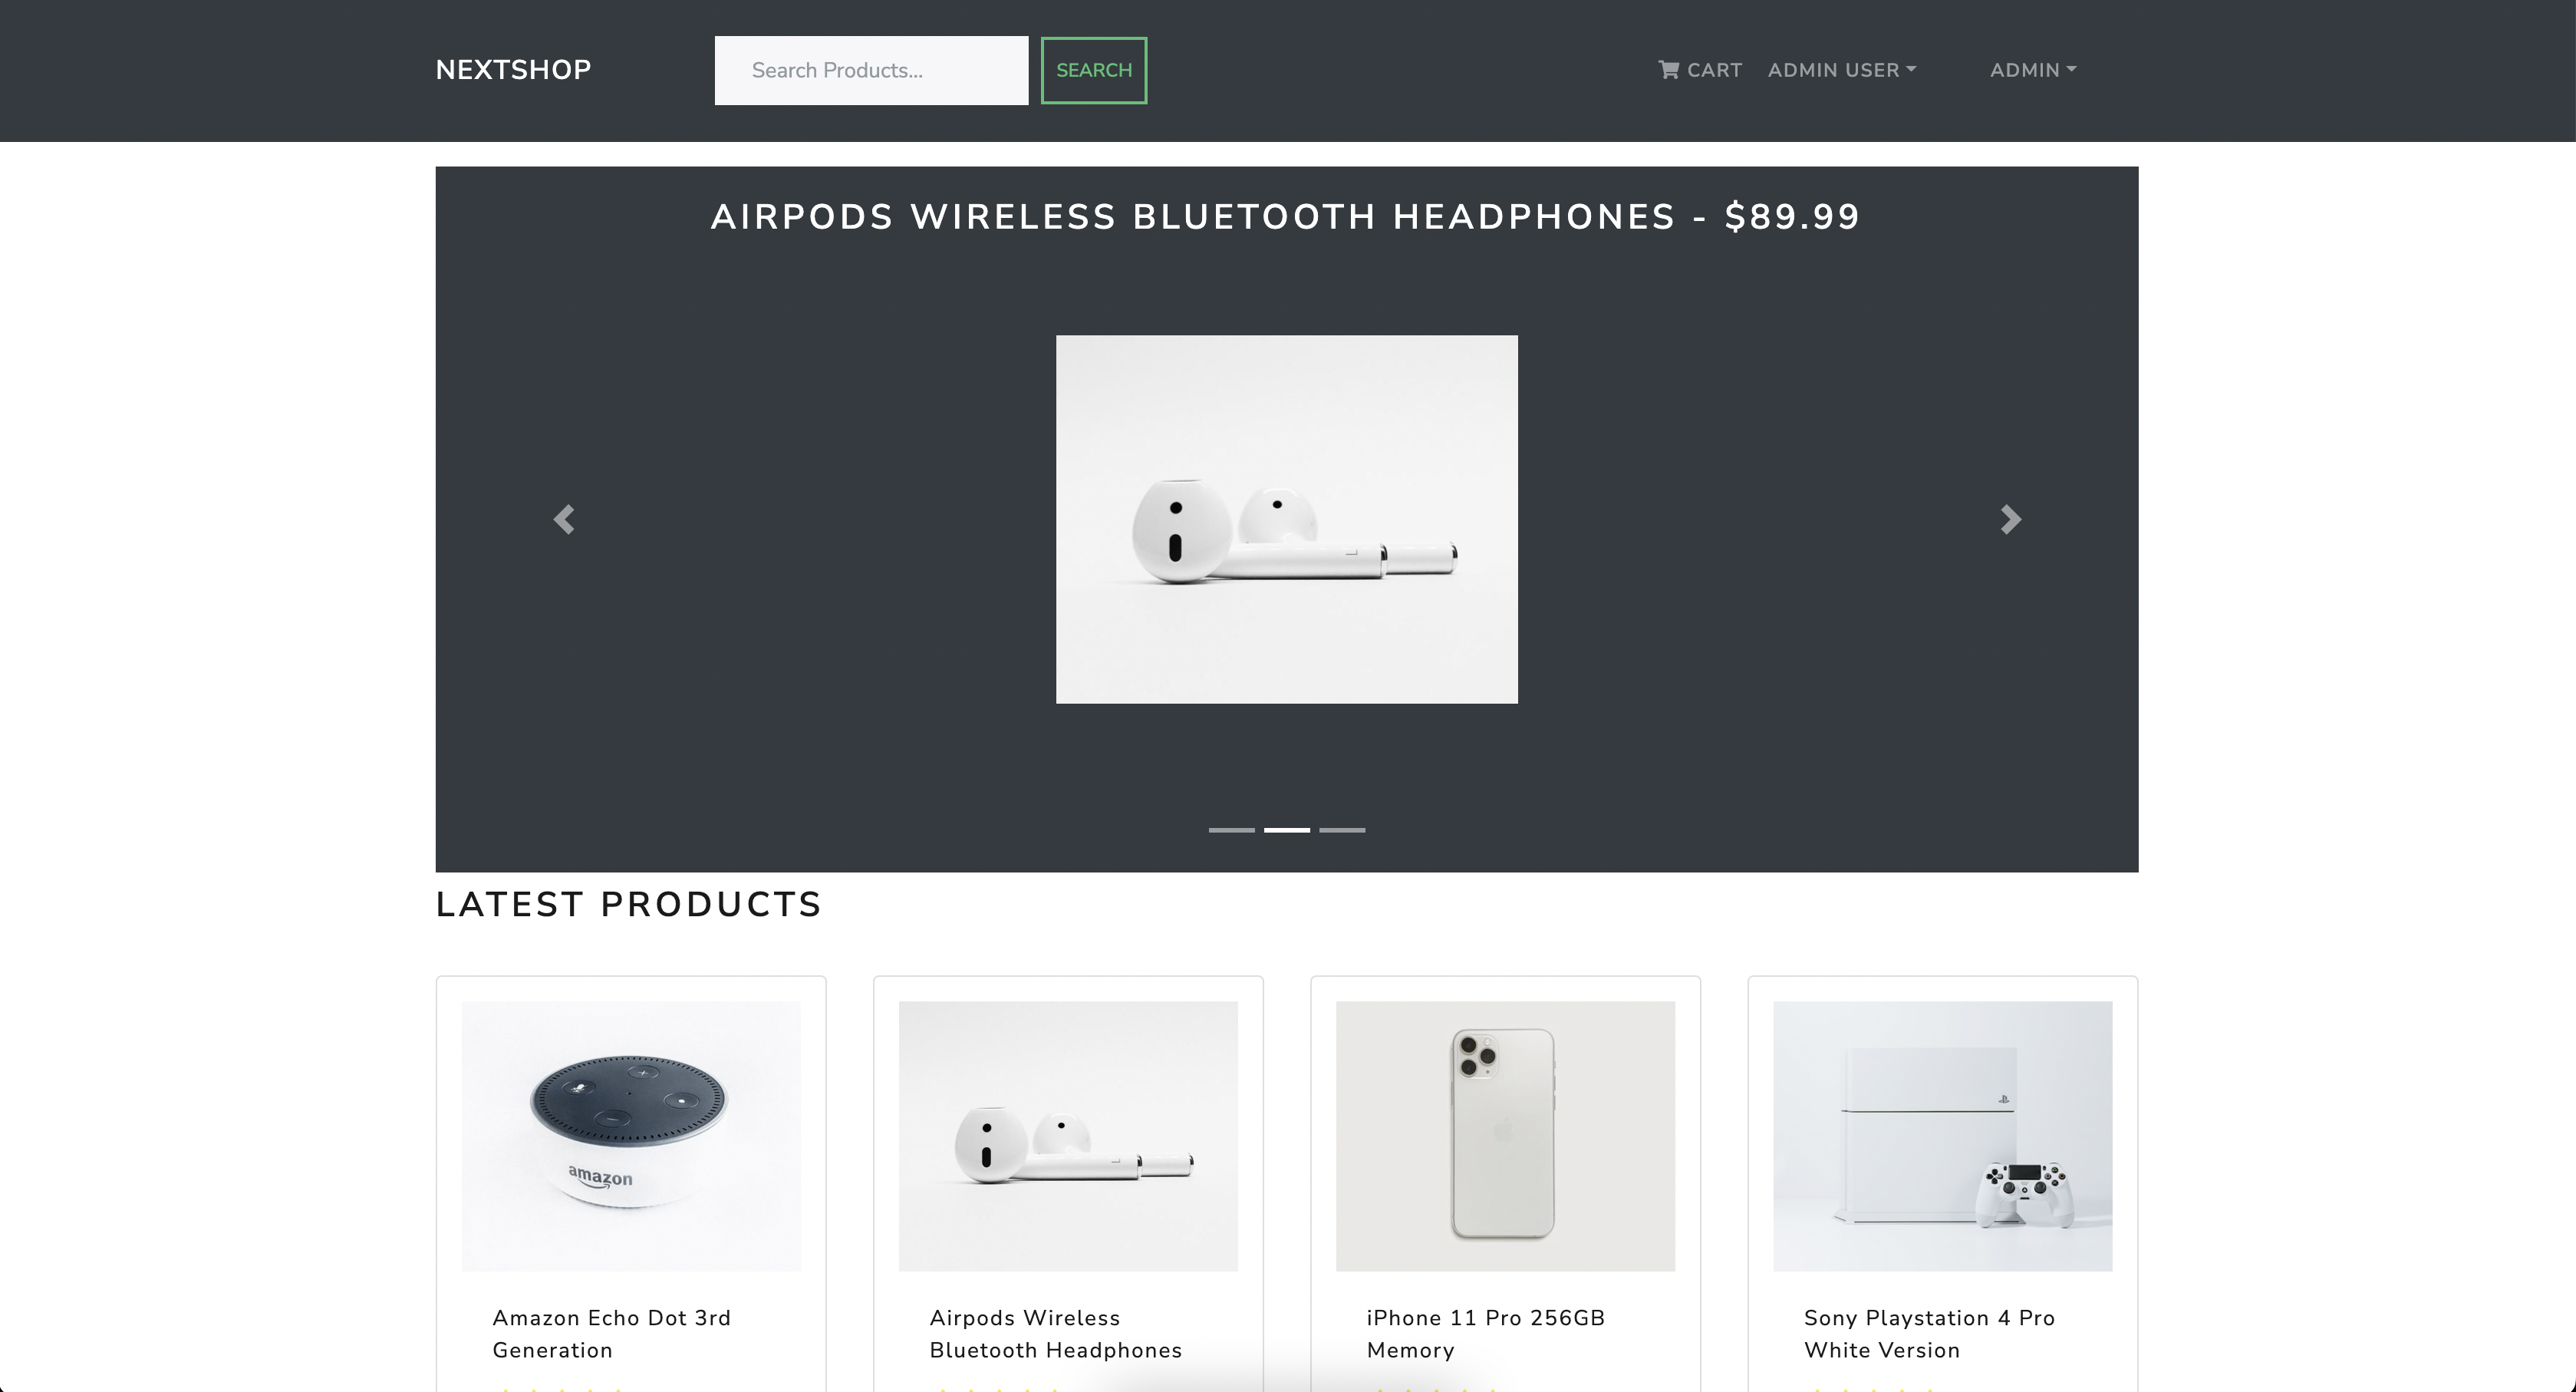 NEXTSHOP
Search Products...
SEARCH
CART
ADMIN USER
ADMIN
AIRPODS WIRELESS BLUETOOTH HEADPHONES - $89.99
LATEST PRODUCTS
amazon
Amazon Echo Dot 3rd
Generation
Airpods Wireless
Bluetooth Headphones
iPhone 11 Pro 256GB
Memory
Sony Playstation 4 Pro
White Version